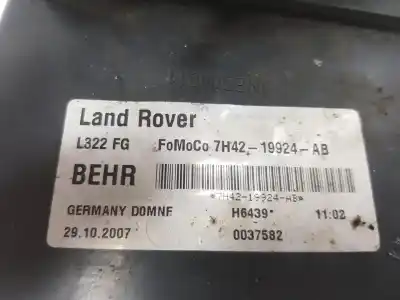 Land Rover
L322 FG FoMoCo 7H42-19924-AB
BEHR
*7H42-19924-AB*
GERMANY DOMNE H6439 11:02
29.10.2007 0037582